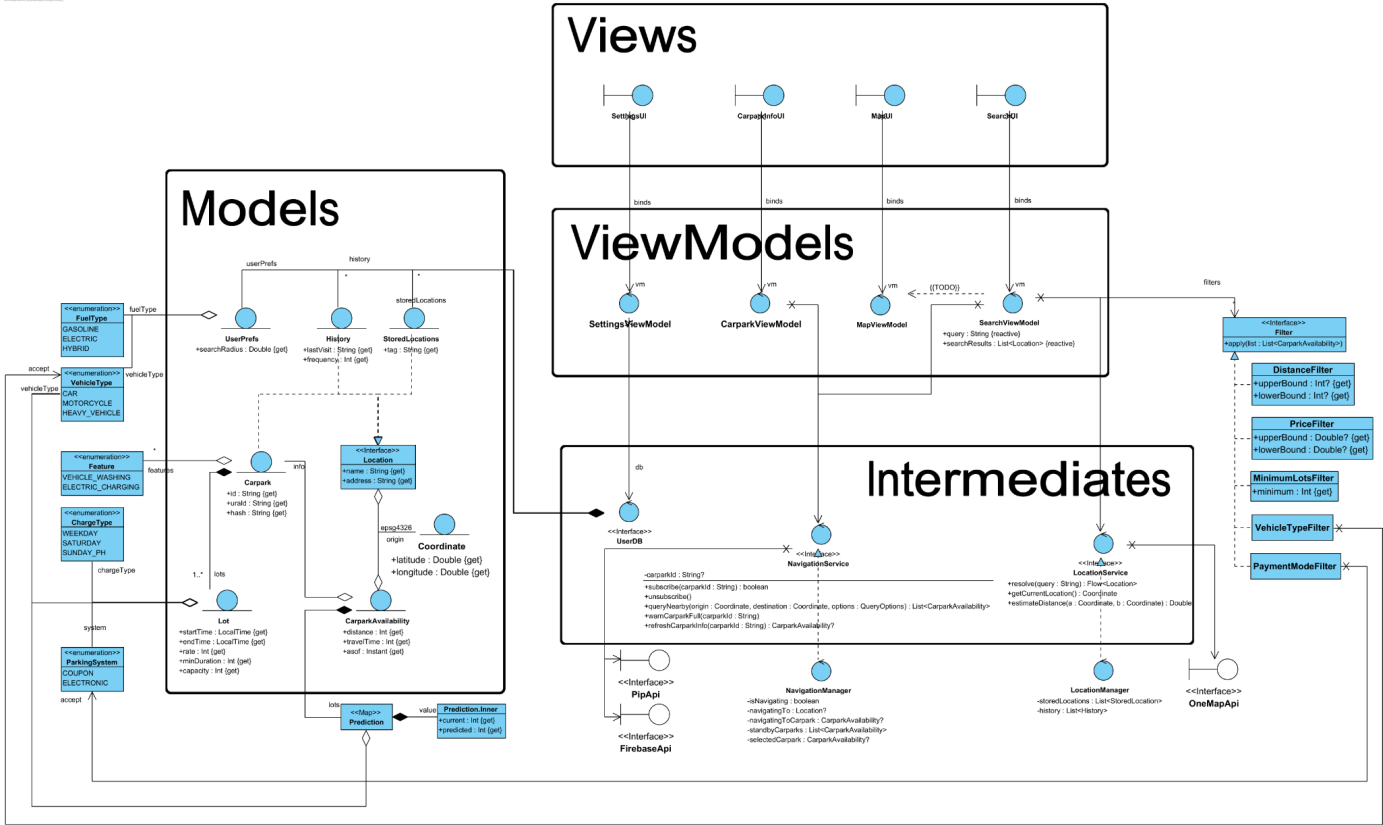 Views
SettingsUI
CarparkInfoUI
MapUI
SearchUI
binds
binds
binds
binds
Models
ViewModels
userPrefs
history
*
*
storedLocations
vm
vm
vm
vm
{{TODO}}
filters
*
SettingsViewModel
CarparkViewModel
MapViewModel
SearchViewModel
+query : String {reactive}
+searchResults : List<Location> {reactive}
<<Interface>>
Filter
+apply(list : List<CarparkAvailability>)
DistanceFilter
+upperBound : Int? {get}
+lowerBound : Int? {get}
PriceFilter
+upperBound : Double? {get}
+lowerBound : Double? {get}
MinimumLotsFilter
+minimum : Int {get}
VehicleTypeFilter
PaymentModeFilter
<<enumeration>>
FuelType
GASOLINE
ELECTRIC
HYBRID
fuelType
accept
<<enumeration>>
VehicleType
CAR
MOTORCYCLE
HEAVY_VEHICLE
vehicleType
vehicleType
UserPrefs
+searchRadius : Double {get}
History
+lastVisit : String {get}
+frequency : Int {get}
StoredLocations
+tag : String {get}
<<enumeration>>
Feature
VEHICLE_WASHING
ELECTRIC_CHARGING
*
features
Carpark
+id : String {get}
+uraId : String {get}
+hash : String {get}
info
<<Interface>>
Location
+name : String {get}
+address : String {get}
epsg4326
origin
Coordinate
+latitude : Double {get}
+longitude : Double {get}
<<enumeration>>
ChargeType
WEEKDAY
SATURDAY
SUNDAY_PH
chargeType
1..*
lots
Lot
+startTime : LocalTime {get}
+endTime : LocalTime {get}
+rate : Int {get}
+minDuration : Int {get}
+capacity : Int {get}
CarparkAvailability
+distance : Int {get}
+travelTime : Int {get}
+asof : Instant {get}
system
<<enumeration>>
ParkingSystem
COUPON
ELECTRONIC
accept
lots
<<Map>>
Prediction
value
Prediction.Inner
+current : Int {get}
+predicted : Int {get}
Intermediates
db
<<Interface>>
UserDB
<<Interface>>
NavigationService
-carparkId : String?
+subscribe(carparkId : String) : boolean
+unsubscribe()
+queryNearby(origin : Coordinate, destination : Coordinate, options : QueryOptions) : List<CarparkAvailability>
+warnCarparkFull(carparkId : String)
+refreshCarparkInfo(carparkId : String) : CarparkAvailability?
<<Interface>>
LocationService
+resolve(query : String) : Flow<Location>
+getCurrentLocation() : Coordinate
+estimateDistance(a : Coordinate, b : Coordinate) : Double
<<Interface>>
PipApi
<<Interface>>
FirebaseApi
NavigationManager
-isNavigating : boolean
-navigatingTo : Location?
-navigatingToCarpark : CarparkAvailability?
-standbyCarparks : List<CarparkAvailability>
-selectedCarpark : CarparkAvailability?
LocationManager
-storedLocations : List<StoredLocation>
-history : List<History>
<<Interface>>
OneMapApi